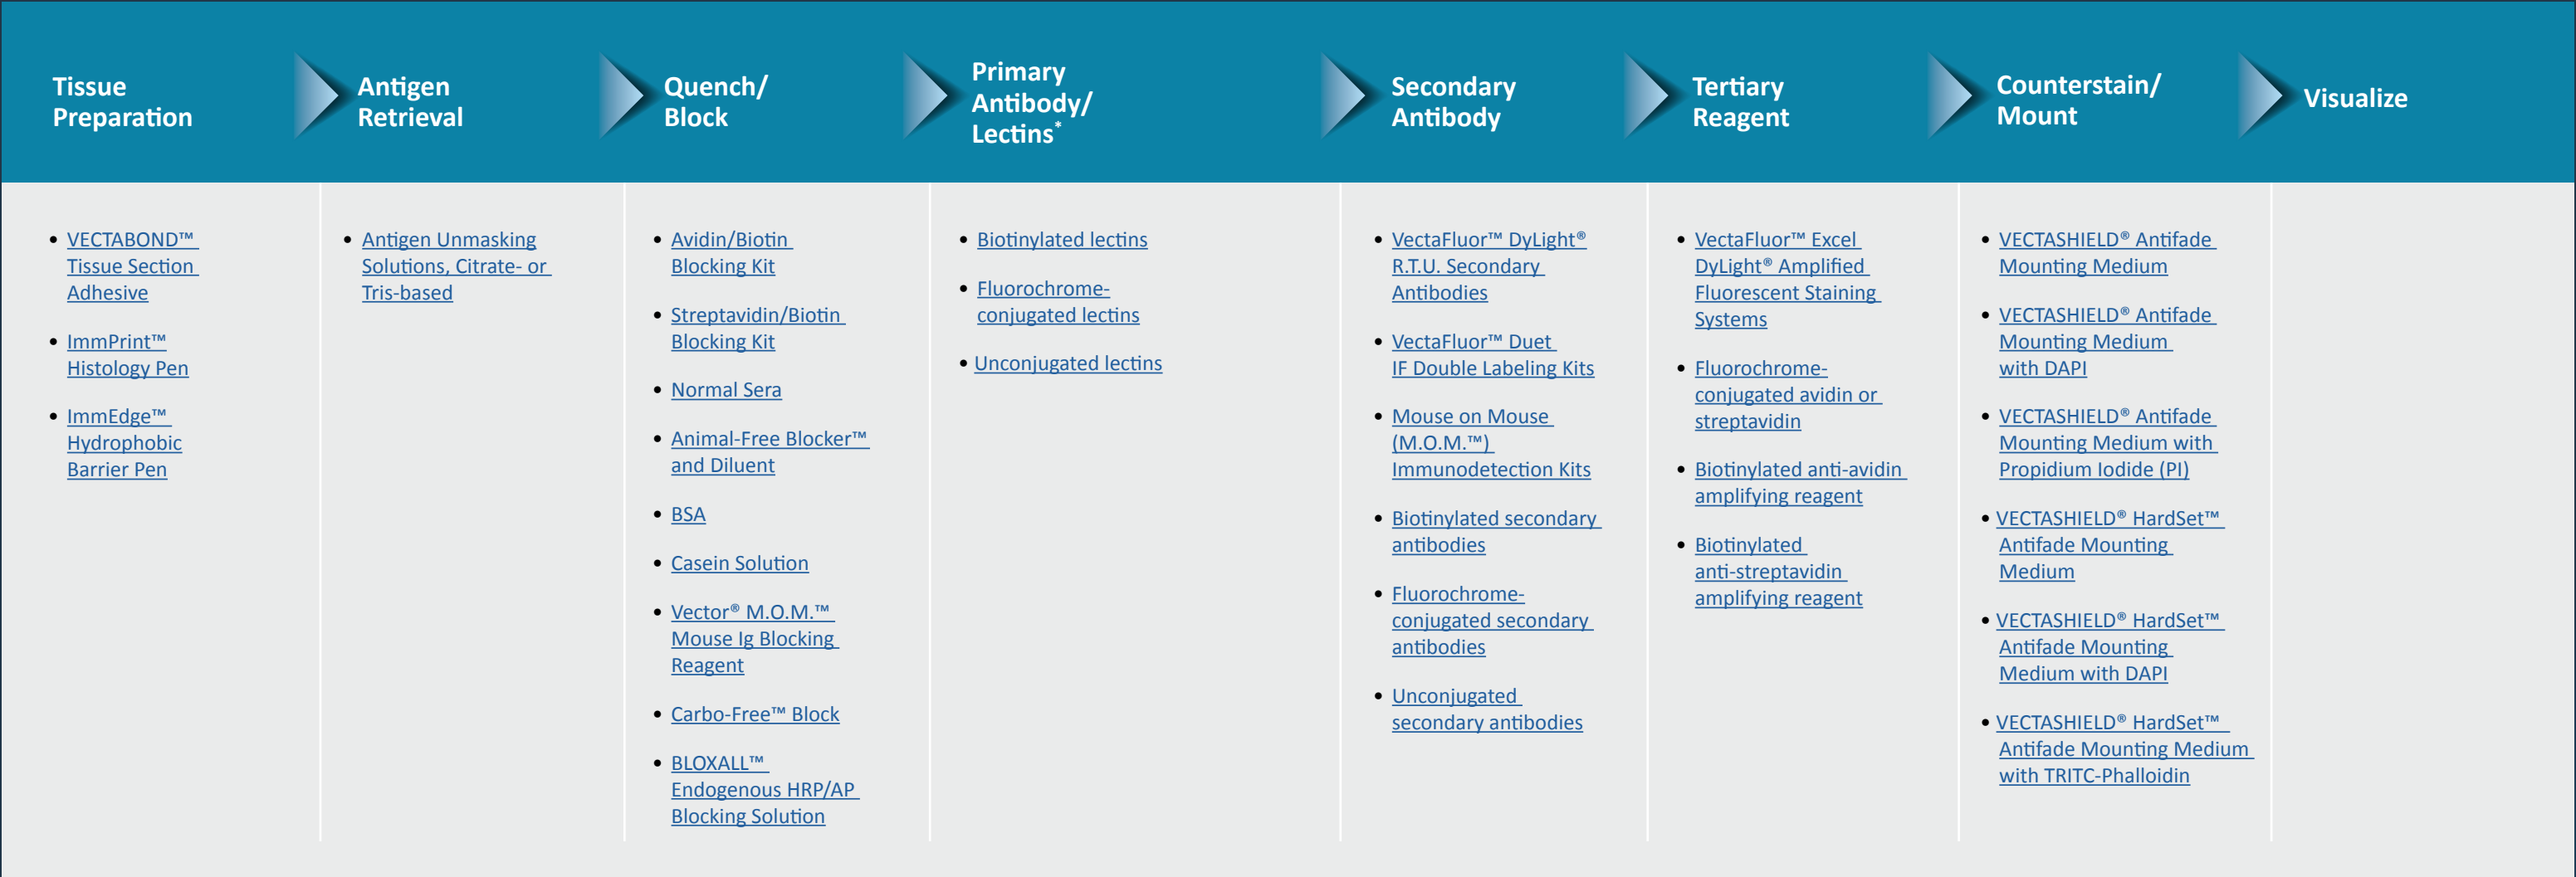 Tissue
Preparation
Antigen
Retrieval
Quench/
Block
Primary
Antibody/
Lectins*
Secondary
Antibody
Tertiary
Reagent
Counterstain/
Mount
Visualize
• VECTABOND™
Tissue Section
Adhesive
• ImmPrint™
Histology Pen
• ImmEdge™
Hydrophobic
Barrier Pen
• Antigen Unmasking
Solutions, Citrate- or
Tris-based
• Avidin/Biotin
Blocking Kit
• Streptavidin/Biotin
Blocking Kit
• Normal Sera
• Animal-Free Blocker™
and Diluent
• BSA
• Casein Solution
• Vector® M.O.M.™
Mouse Ig Blocking
Reagent
• Carbo-Free™ Block
• BLOXALL™
Endogenous HRP/AP
Blocking Solution
• Biotinylated lectins
• Fluorochrome-
conjugated lectins
• Unconjugated lectins
• VectaFluor™ DyLight®
R.T.U. Secondary
Antibodies
• VectaFluor™ Duet
IF Double Labeling Kits
• Mouse on Mouse
(M.O.M.™)
Immunodetection Kits
• Biotinylated secondary
antibodies
• Fluorochrome-
conjugated secondary
antibodies
• Unconjugated
secondary antibodies
• VectaFluor™ Excel
DyLight® Amplified
Fluorescent Staining
Systems
• Fluorochrome-
conjugated avidin or
streptavidin
• Biotinylated anti-avidin
amplifying reagent
• Biotinylated
anti-streptavidin
amplifying reagent
• VECTASHIELD® Antifade
Mounting Medium
• VECTASHIELD® Antifade
Mounting Medium
with DAPI
• VECTASHIELD® Antifade
Mounting Medium with
Propidium Iodide (PI)
• VECTASHIELD® HardSet™
Antifade Mounting
Medium
• VECTASHIELD® HardSet™
Antifade Mounting
Medium with DAPI
• VECTASHIELD® HardSet™
Antifade Mounting Medium
with TRITC-Phalloidin